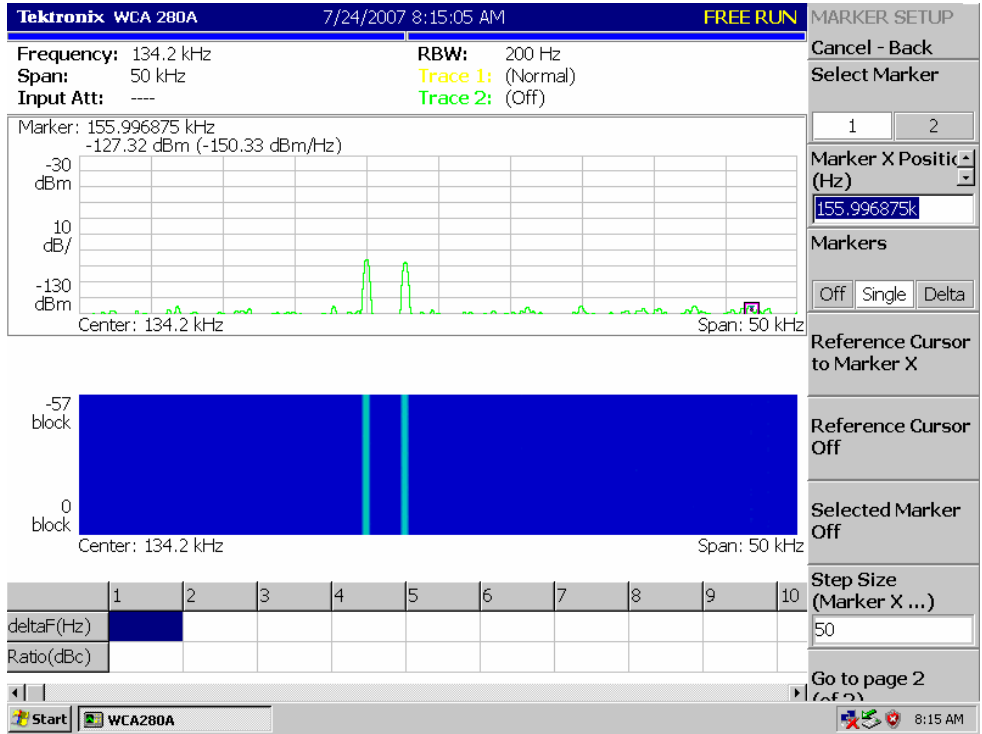 Tektronix WCA 280A 7/24/2007 8:15:05 AM FREE RUN
Frequency: 134.2 kHz RBW: 200 Hz
Span: 50 kHz Trace 1: (Normal)
Input Att: ---- Trace 2: (Off)
Marker: 155.996875 kHz
-127.32 dBm (-150.33 dBm/Hz)
-30
dBm
10
dB/
-130
dBm
Center: 134.2 kHz Span: 50 kHz
-57
block
0
block
Center: 134.2 kHz Span: 50 kHz
1 2 3 4 5 6 7 8 9 10
deltaF(Hz)
Ratio(dBc)
MARKER SETUP
Cancel - Back
Select Marker
1 2
Marker X Positic
(Hz)
155.996875k
Markers
Off Single Delta
Reference Cursor
to Marker X
Reference Cursor
Off
Selected Marker
Off
Step Size
(Marker X ...)
50
Go to page 2
(of 2)
Start WCA280A 8:15 AM